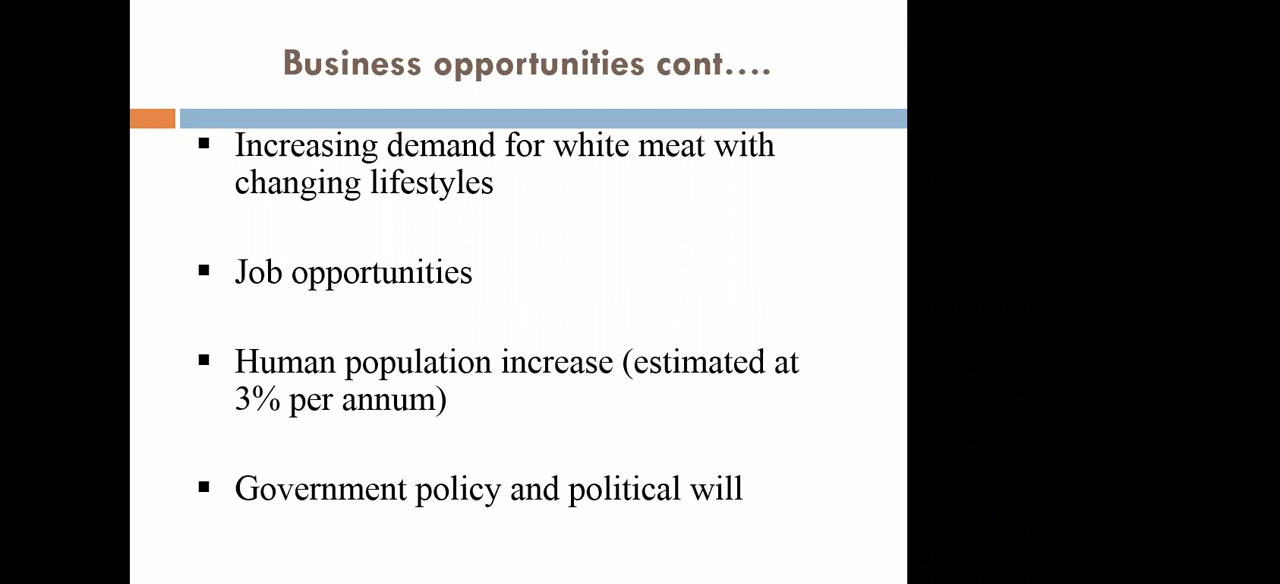 Business opportunities cont....
▪ Increasing demand for white meat with
changing lifestyles
▪ Job opportunities
▪ Human population increase (estimated at
3% per annum)
▪ Government policy and political will